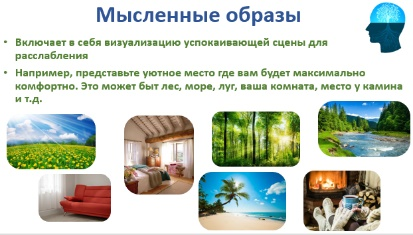 Мысленные образы
• Включает в себя визуализацию успокаивающей сцены для
расслабления
• Например, представьте уютное место где вам будет максимально
комфортно. Это может быт лес, море, луг, ваша комната, место у камина
и т.д.